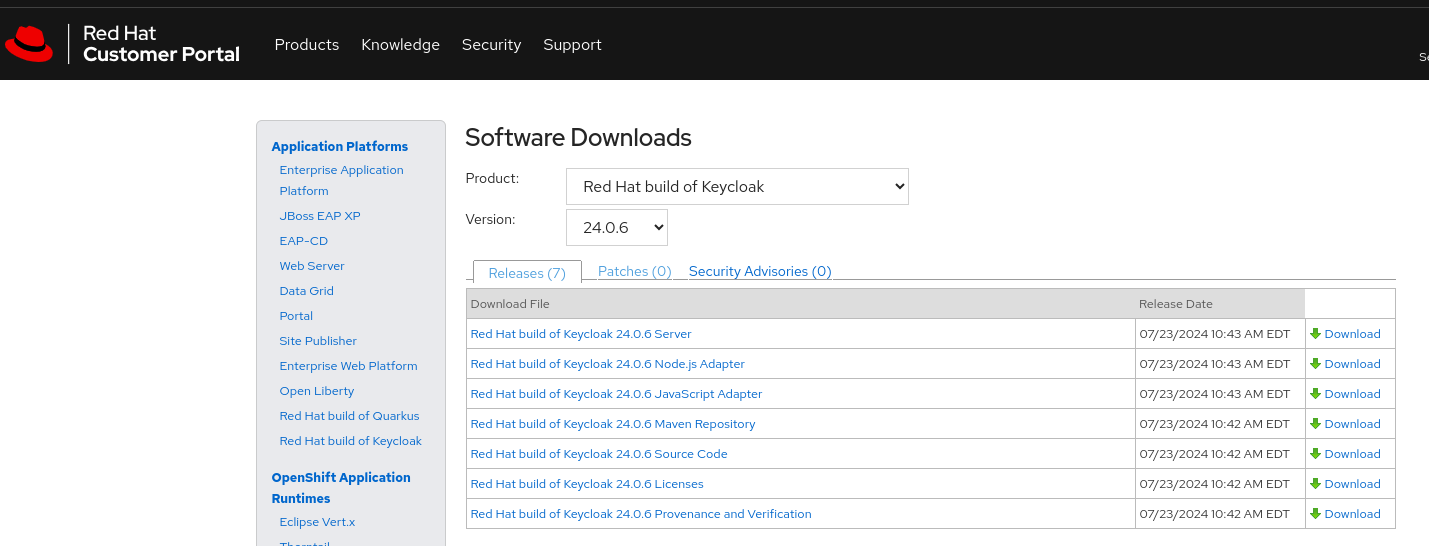 Red Hat
Customer Portal
Products Knowledge Security Support
Application Platforms
Enterprise Application
Platform
JBoss EAP XP
EAP-CD
Web Server
Data Grid
Portal
Site Publisher
Enterprise Web Platform
Open Liberty
Red Hat build of Quarkus
Red Hat build of Keycloak
OpenShift Application
Runtimes
Eclipse Vert.x
Software Downloads
Product: Red Hat build of Keycloak
Version: 24.0.6
Releases (7) Patches (0) Security Advisories (0)
Download File Release Date
Red Hat build of Keycloak 24.0.6 Server 07/23/2024 10:43 AM EDT Download
Red Hat build of Keycloak 24.0.6 Node.js Adapter 07/23/2024 10:43 AM EDT Download
Red Hat build of Keycloak 24.0.6 JavaScript Adapter 07/23/2024 10:43 AM EDT Download
Red Hat build of Keycloak 24.0.6 Maven Repository 07/23/2024 10:42 AM EDT Download
Red Hat build of Keycloak 24.0.6 Source Code 07/23/2024 10:42 AM EDT Download
Red Hat build of Keycloak 24.0.6 Licenses 07/23/2024 10:42 AM EDT Download
Red Hat build of Keycloak 24.0.6 Provenance and Verification 07/23/2024 10:42 AM EDT Download